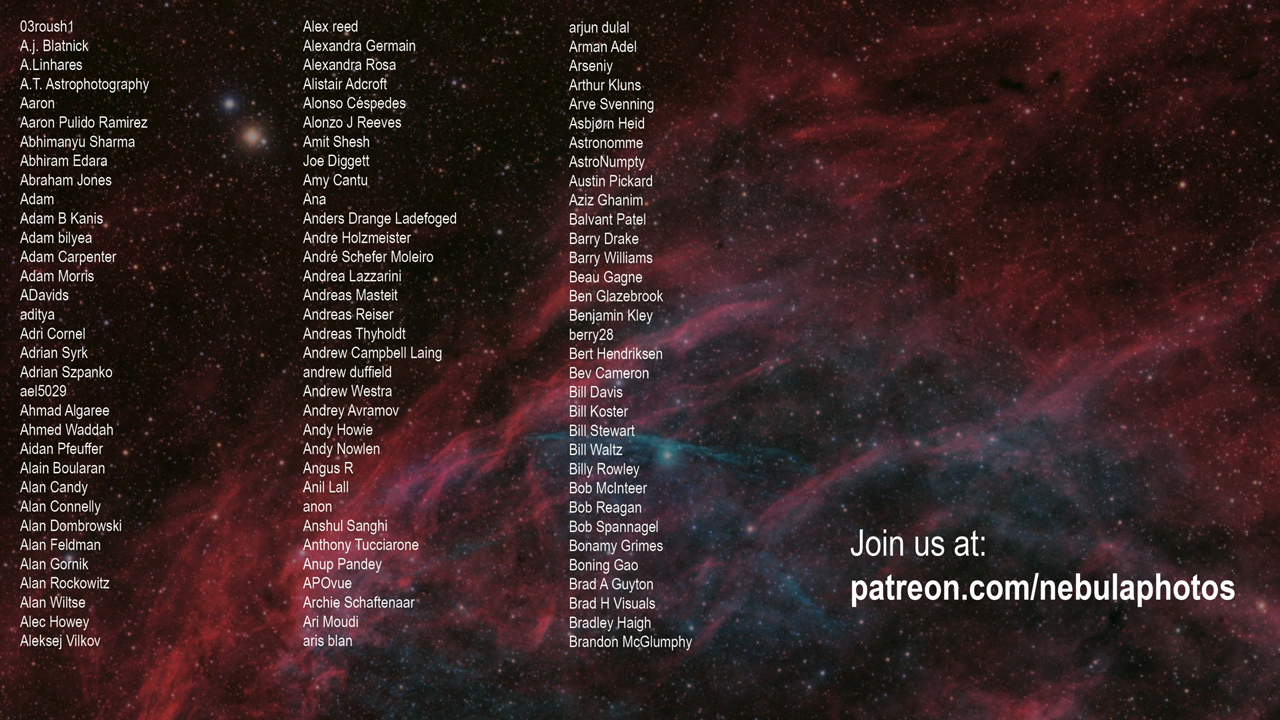 03roush1
A.j. Blatnick
A.Linhares
A.T. Astrophotography
Aaron
Aaron Pulido Ramirez
Abhimanyu Sharma
Abhiram Edara
Abraham Jones
Adam
Adam B Kanis
Adam bilyea
Adam Carpenter
Adam Morris
ADavids
aditya
Adri Cornel
Adrian Syrk
Adrian Szpanko
ael5029
Ahmad Algaree
Ahmed Waddah
Aidan Pfeuffer
Alain Boularan
Alan Candy
Alan Connelly
Alan Dombrowski
Alan Feldman
Alan Gornik
Alan Rockowitz
Alan Wiltse
Alec Howey
Aleksej Vilkov
Alex reed
Alexandra Germain
Alexandra Rosa
Alistair Adcroft
Alonso Céspedes
Alonzo J Reeves
Amit Shesh
Joe Diggett
Amy Cantu
Ana
Anders Drange Ladefoged
Andre Holzmeister
André Schefer Moleiro
Andrea Lazzarini
Andreas Masteit
Andreas Reiser
Andreas Thyholdt
Andrew Campbell Laing
andrew duffield
Andrew Westra
Andrey Avramov
Andy Howie
Andy Nowlen
Angus R
Anil Lall
anon
Anshul Sanghi
Anthony Tucciarone
Anup Pandey
APOvue
Archie Schaftenaar
Ari Moudi
aris blan
arjun dulal
Arman Adel
Arseniy
Arthur Kluns
Arve Svenning
Asbjørn Heid
Astronomme
AstroNumpty
Austin Pickard
Aziz Ghanim
Balvant Patel
Barry Drake
Barry Williams
Beau Gagne
Ben Glazebrook
Benjamin Kley
berry28
Bert Hendriksen
Bev Cameron
Bill Davis
Bill Koster
Bill Stewart
Bill Waltz
Billy Rowley
Bob McInteer
Bob Reagan
Bob Spannagel
Bonamy Grimes
Boning Gao
Brad A Guyton
Brad H Visuals
Bradley Haigh
Brandon McGlumphy
Join us at:
patreon.com/nebulaphotos